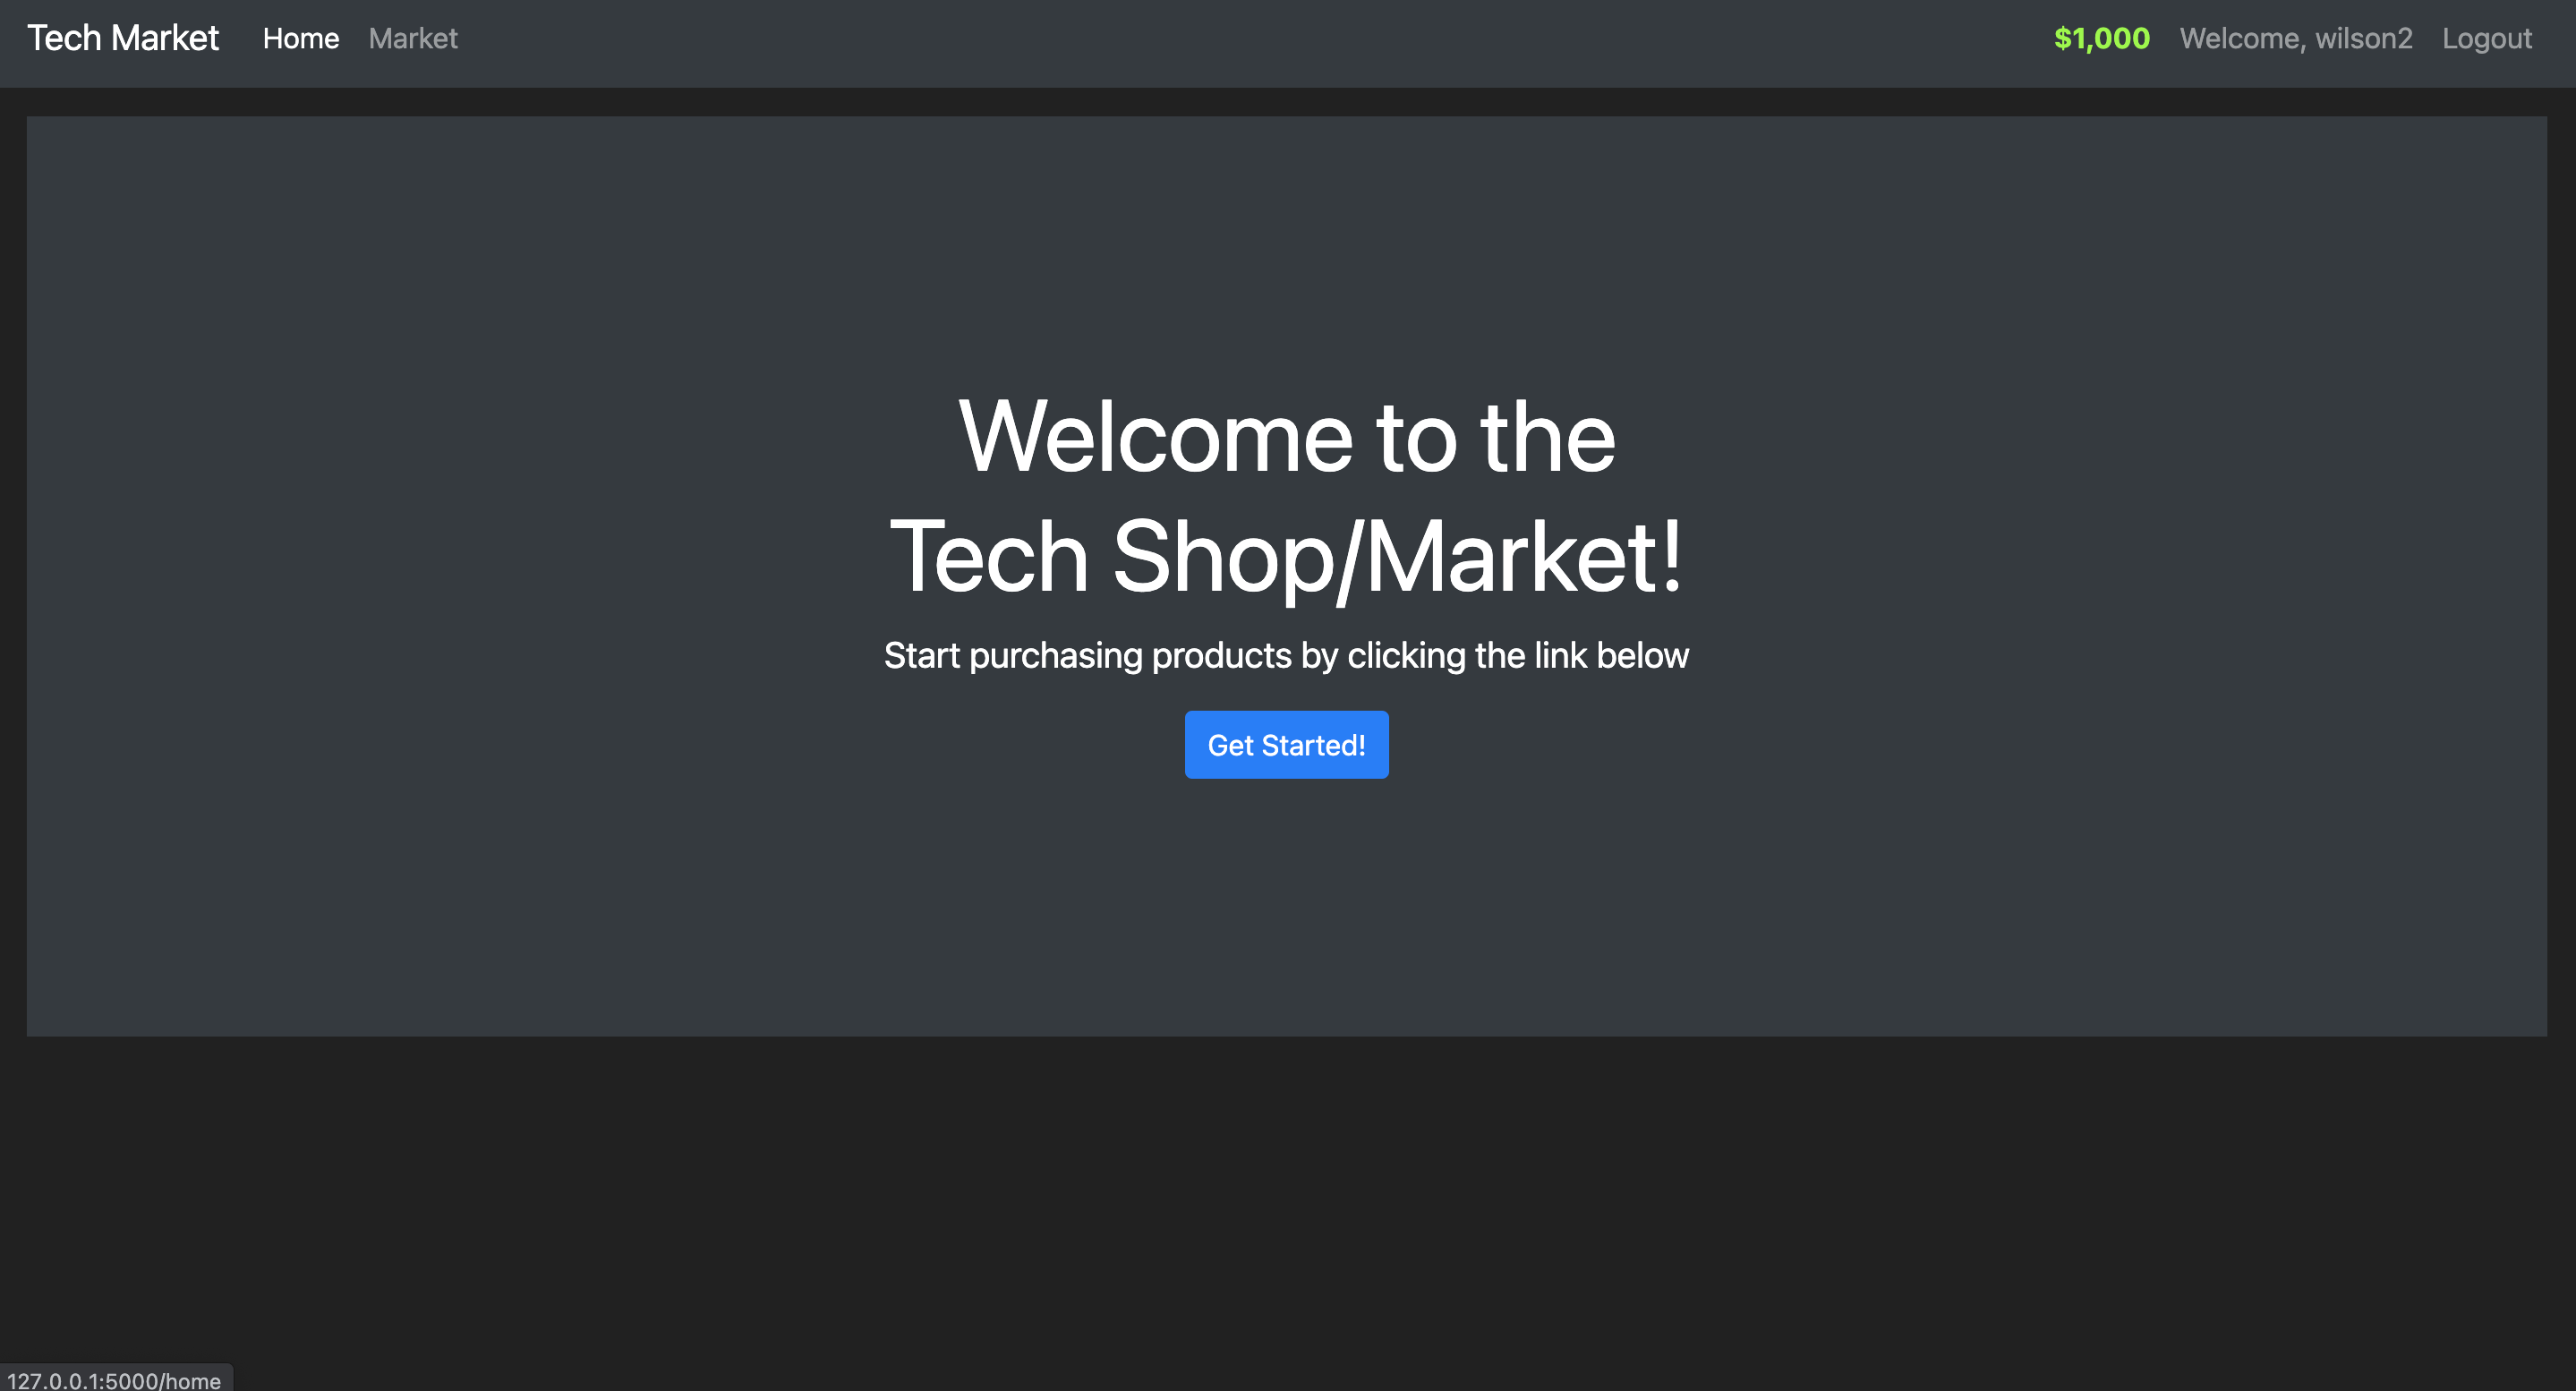 Tech Market Home Market $1,000 Welcome, wilson2 Logout
Welcome to the
Tech Shop/Market!
Start purchasing products by clicking the link below
Get Started!
127.0.0.1:5000/home